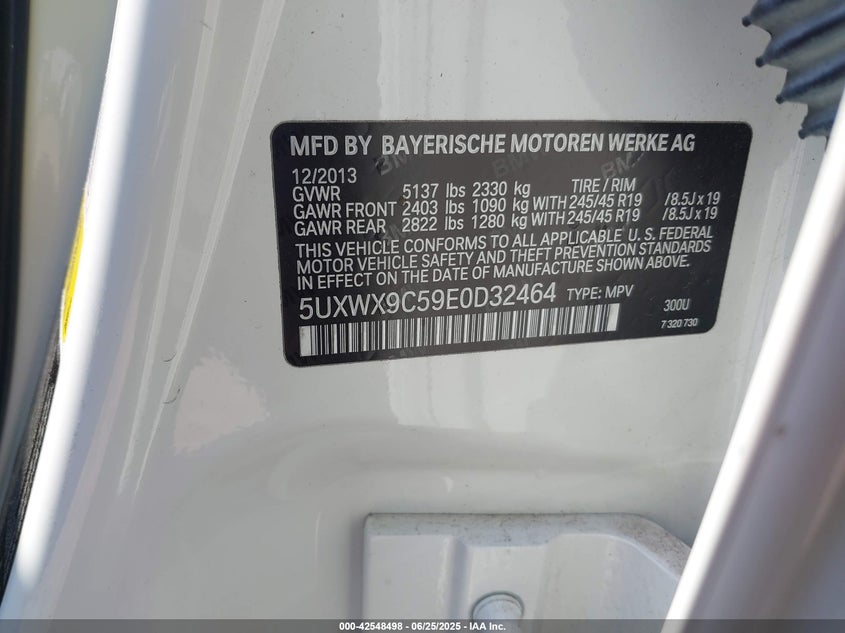 MFD BY BAYERISCHE MOTOREN WERKE AG
12/2013
GVWR 5137 lbs 2330 kg TIRE / RIM
GAWR FRONT 2403 lbs 1090 kg WITH 245/45 R19 / 8.5J x 19
GAWR REAR 2822 lbs 1280 kg WITH 245/45 R19 / 8.5J x 19
THIS VEHICLE CONFORMS TO ALL APPLICABLE U. S. FEDERAL
MOTOR VEHICLE SAFETY AND THEFT PREVENTION STANDARDS
IN EFFECT ON THE DATE OF MANUFACTURE SHOWN ABOVE.
5UXWX9C59E0D32464 TYPE: MPV 300U
7 320 730
000-42548498 - 06/25/2025 - IAA Inc.